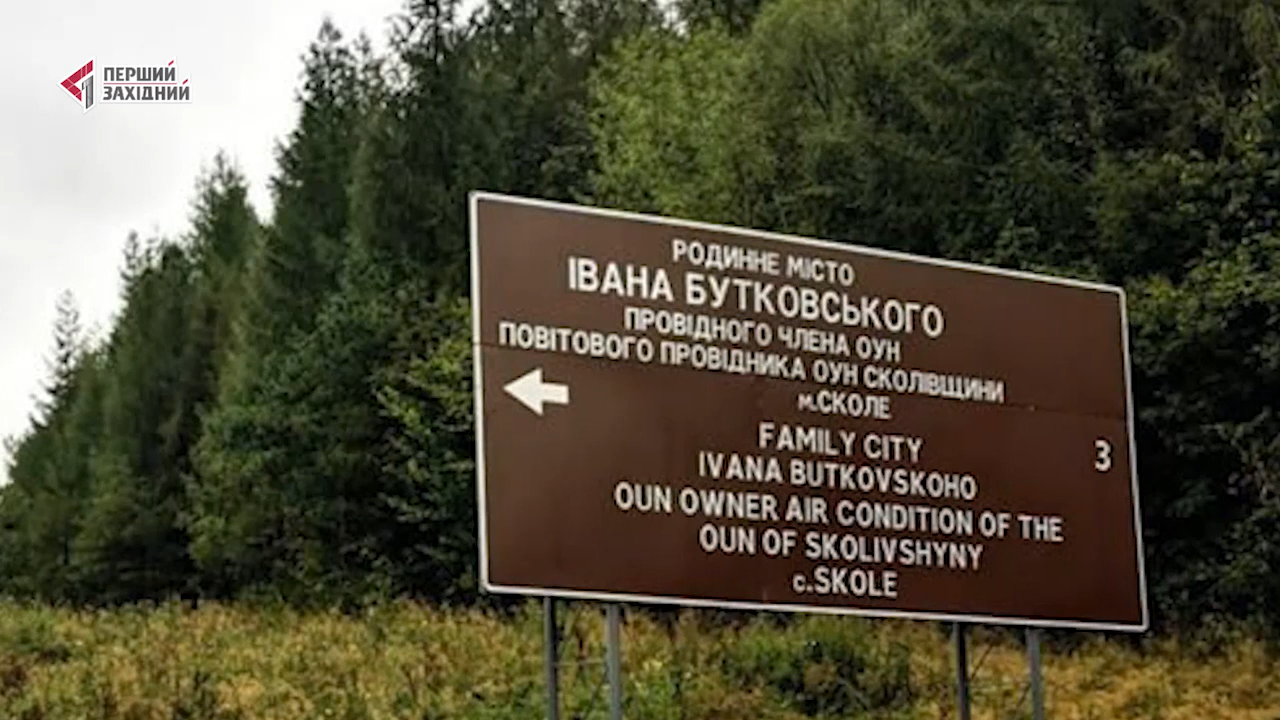 ПЕРШИЙ
ЗАХІДНИЙ
РОДИННЕ МІСТО
ІВАНА БУТКОВСЬКОГО
ПРОВІДНОГО ЧЛЕНА ОУН
ПОВІТОВОГО ПРОВІДНИКА ОУН СКОЛІВЩИНИ
м.СКОЛЕ
FAMILY CITY
IVANA BUTKOVSKOHO
OUN OWNER AIR CONDITION OF THE
OUN OF SKOLIVSHYNY
c.SKOLE
3